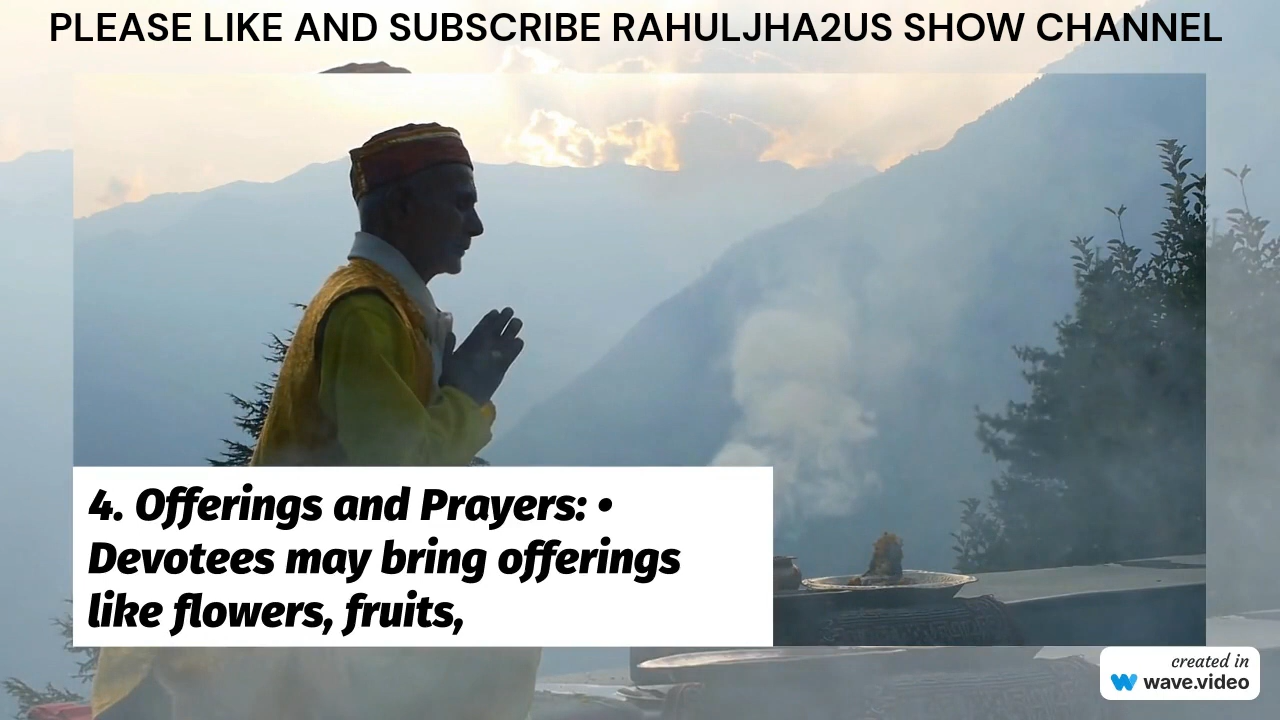 PLEASE LIKE AND SUBSCRIBE RAHULJHA2US SHOW CHANNEL
4. Offerings and Prayers: •
Devotees may bring offerings
like flowers, fruits,
created in
wave.video